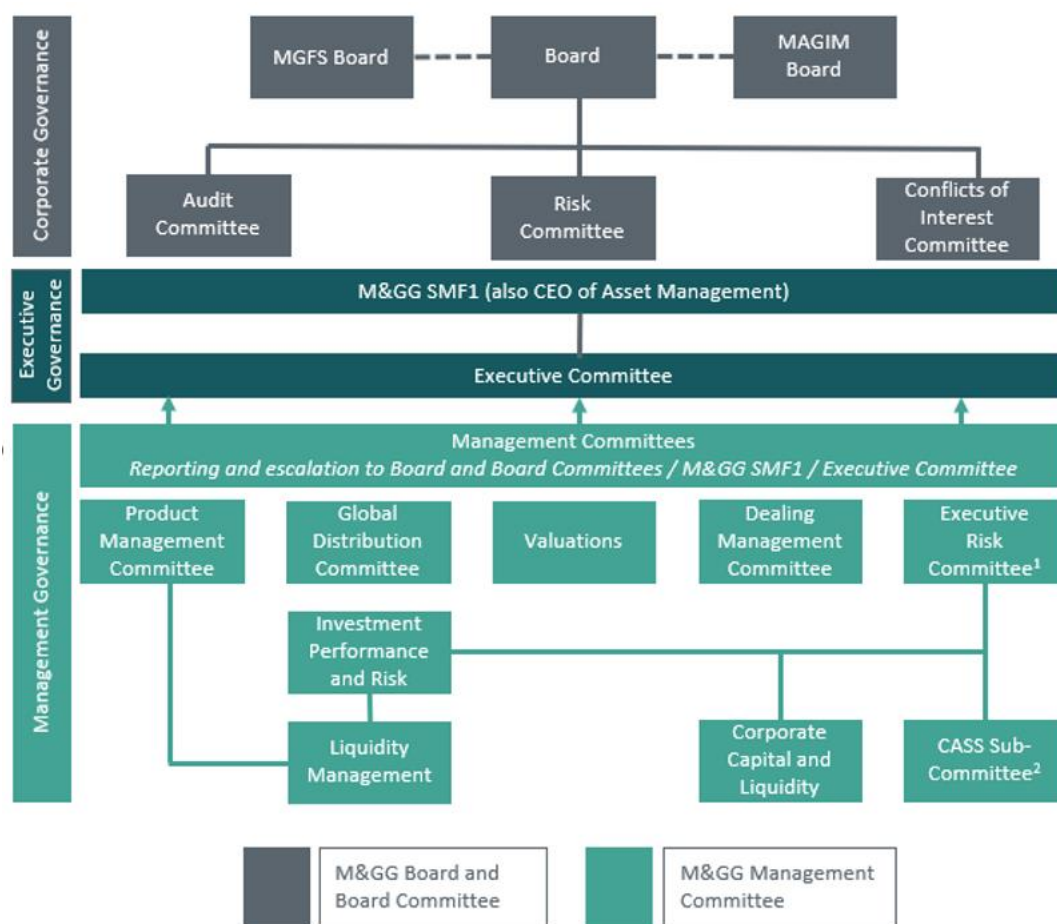 Corporate Governance
MGFS Board
Board
MAGIM
Board
Audit
Committee
Risk
Committee
Conflicts of
Interest
Committee
Executive
Governance
M&GG SMF1 (also CEO of Asset Management)
Executive Committee
Management Governance
Management Committees
Reporting and escalation to Board and Board Committees / M&GG SMF1 / Executive Committee
Product
Management
Committee
Global
Distribution
Committee
Valuations
Dealing
Management
Committee
Executive
Risk
Committee¹
Investment
Performance
and Risk
Liquidity
Management
Corporate
Capital and
Liquidity
CASS Sub-
Committee²
M&GG Board and
Board Committee
M&GG Management
Committee